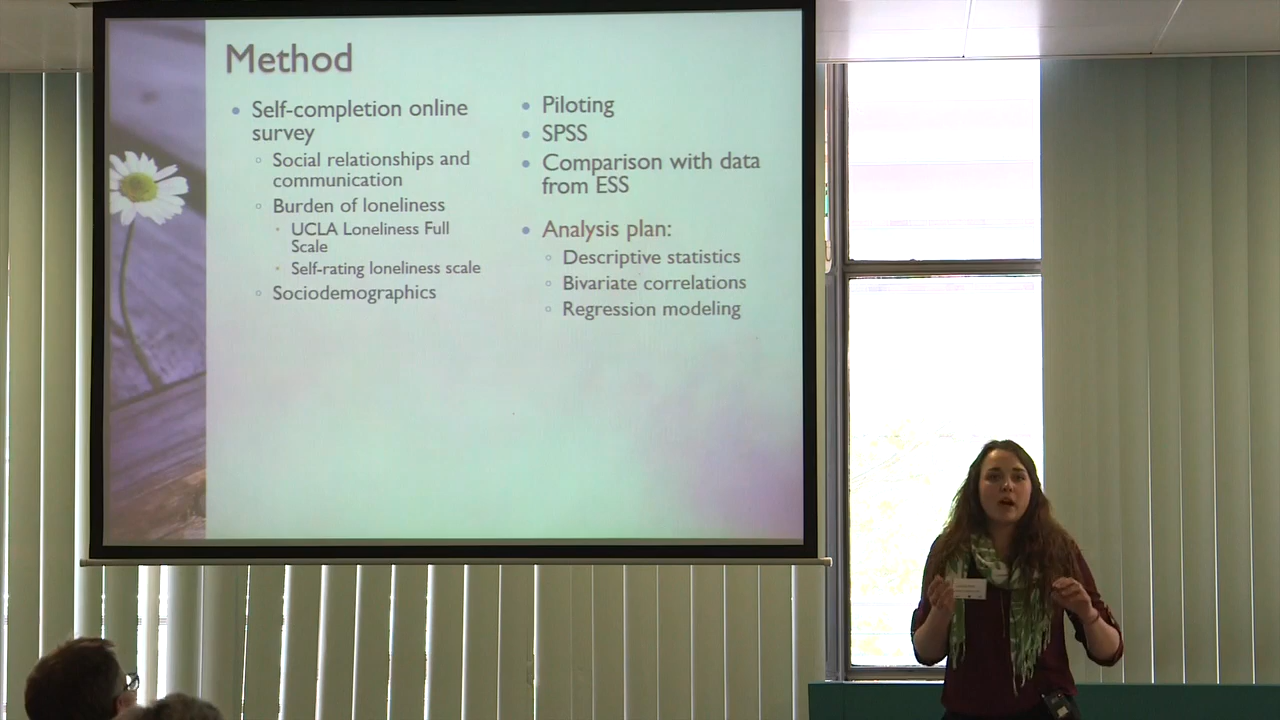 Method
Self-completion online
survey
Social relationships and
communication
Burden of loneliness
UCLA Loneliness Full
Scale
Self-rating loneliness scale
Sociodemographics
Piloting
SPSS
Comparison with data
from ESS
Analysis plan:
Descriptive statistics
Bivariate correlations
Regression modeling